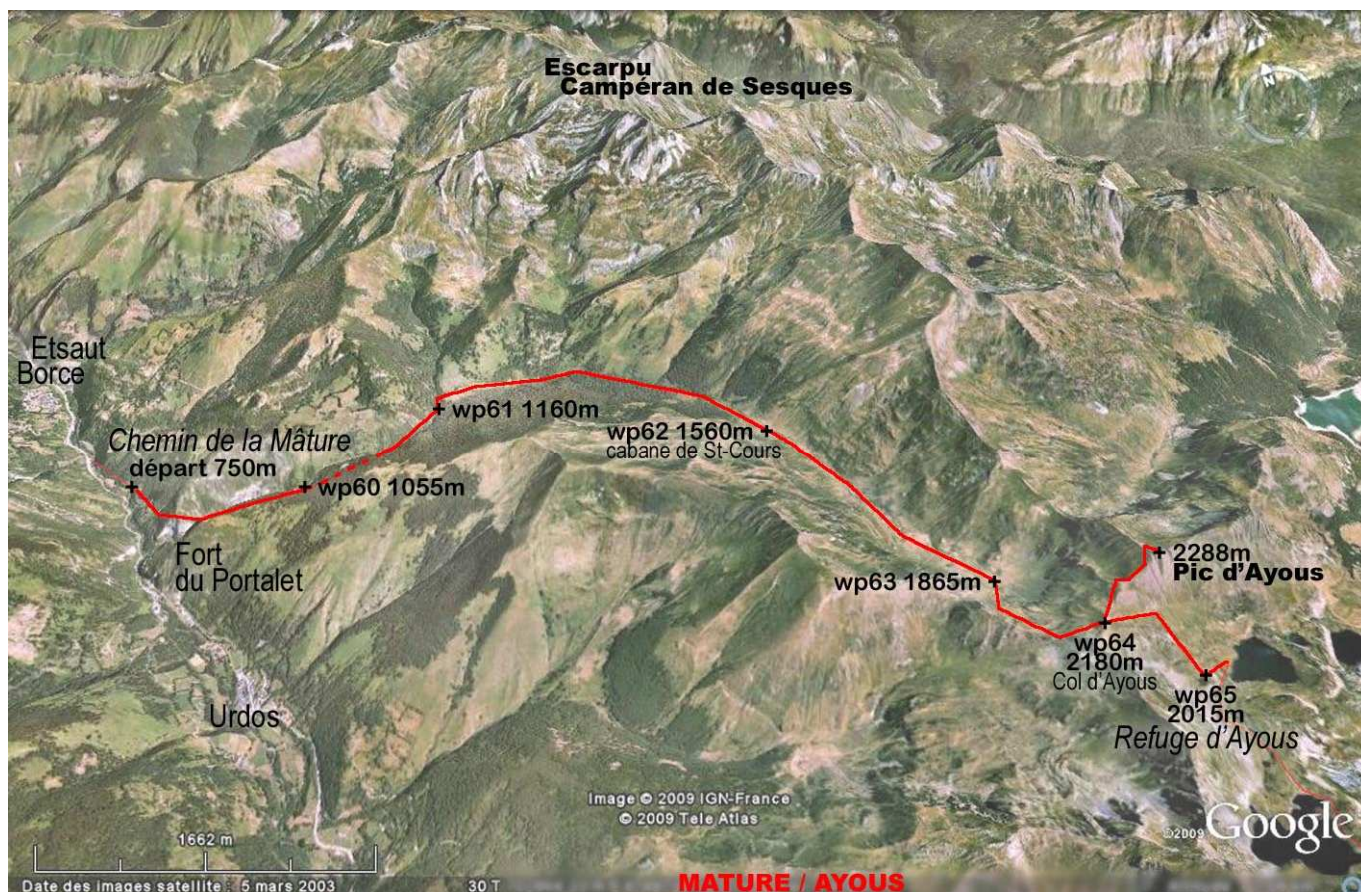 Escarpu
Campéran de Sesques
N
Etsaut
Borce
Chemin de la Mâture
départ 750m
wp60 1055m
wp61 1160m
wp62 1560m
cabane de St-Cours
Fort
du Portalet
wp63 1865m
2288m
Pic d'Ayous
wp64
2180m
Col d'Ayous
wp65
2015m
Refuge d'Ayous
Urdos
Image © 2009 IGN-France
© 2009 Tele Atlas
©2009 Google
1662 m
Date des images satellite : 5 mars 2003
30 T
MATURE / AYOUS